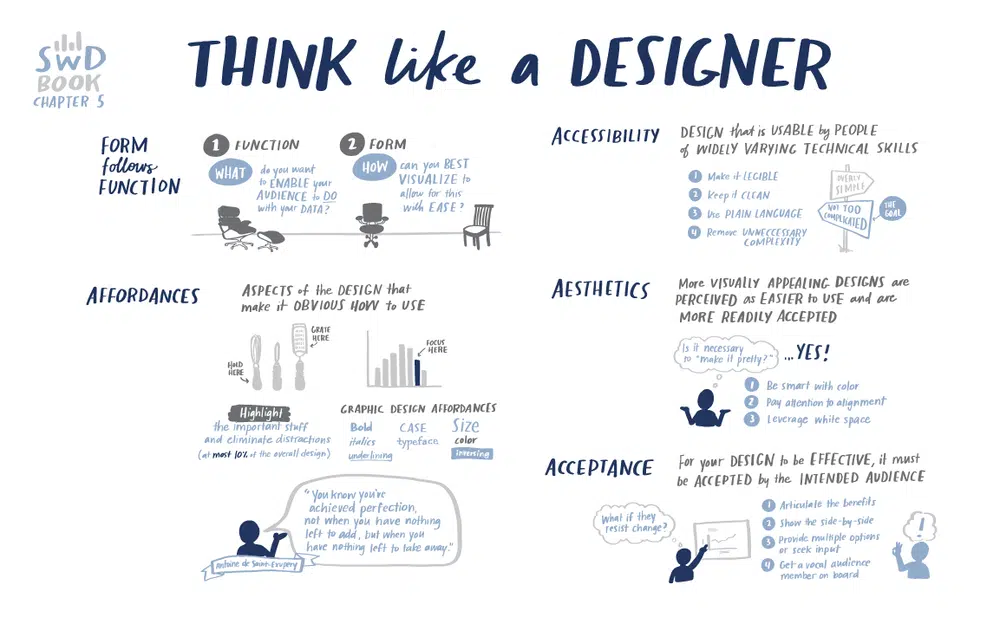 SWD
BOOK
CHAPTER 5
THINK like a DESIGNER
FORM
follows
FUNCTION
1 FUNCTION
WHAT
do you want
to ENABLE your
AUDIENCE to DO
with your DATA?
2 FORM
HOW
can you BEST
VISUALIZE to
allow for this
with EASE?
AFFORDANCES
ASPECTS of the DESIGN that
make it OBVIOUS HOW to USE
HOLD
HERE
GRATE
HERE
FOCUS
HERE
Highlight
the important stuff
and eliminate distractions
(at most 10% of the overall design)
GRAPHIC DESIGN AFFORDANCES
Bold CASE Size
italics typeface color
underlining inversing
"You know you've
achieved perfection,
not when you have nothing
left to add, but when you
have nothing left to take away."
Antoine de Saint-Exupery
ACCESSIBILITY
DESIGN that is USABLE by PEOPLE
of WIDELY VARYING TECHNICAL SKILLS
1 Make it LEGIBLE
2 Keep it CLEAN
3 Use PLAIN LANGUAGE
4 Remove UNNECESSARY
COMPLEXITY
OVERLY
SIMPLE
NOT TOO
COMPLICATED
THE
GOAL
AESTHETICS
More VISUALLY APPEALING DESIGNS are
PERCEIVED as EASIER to USE and are
MORE READILY ACCEPTED
Is it necessary
to "make it pretty?"
...YES!
1 Be smart with color
2 Pay attention to alignment
3 Leverage white space
ACCEPTANCE
For your DESIGN to be EFFECTIVE, it must
be ACCEPTED by the INTENDED AUDIENCE
What if they
resist change?
1 Articulate the benefits
2 Show the side-by-side
3 Provide multiple options
or seek input
4 Get a vocal audience
member on board
!